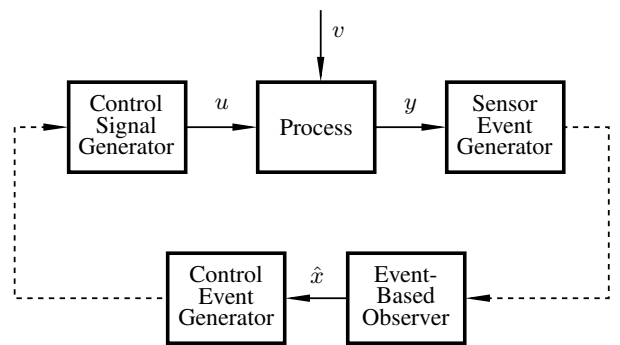 v
Control
Signal
Generator
u
Process
y
Sensor
Event
Generator
Control
Event
Generator
x̂
Event-
Based
Observer